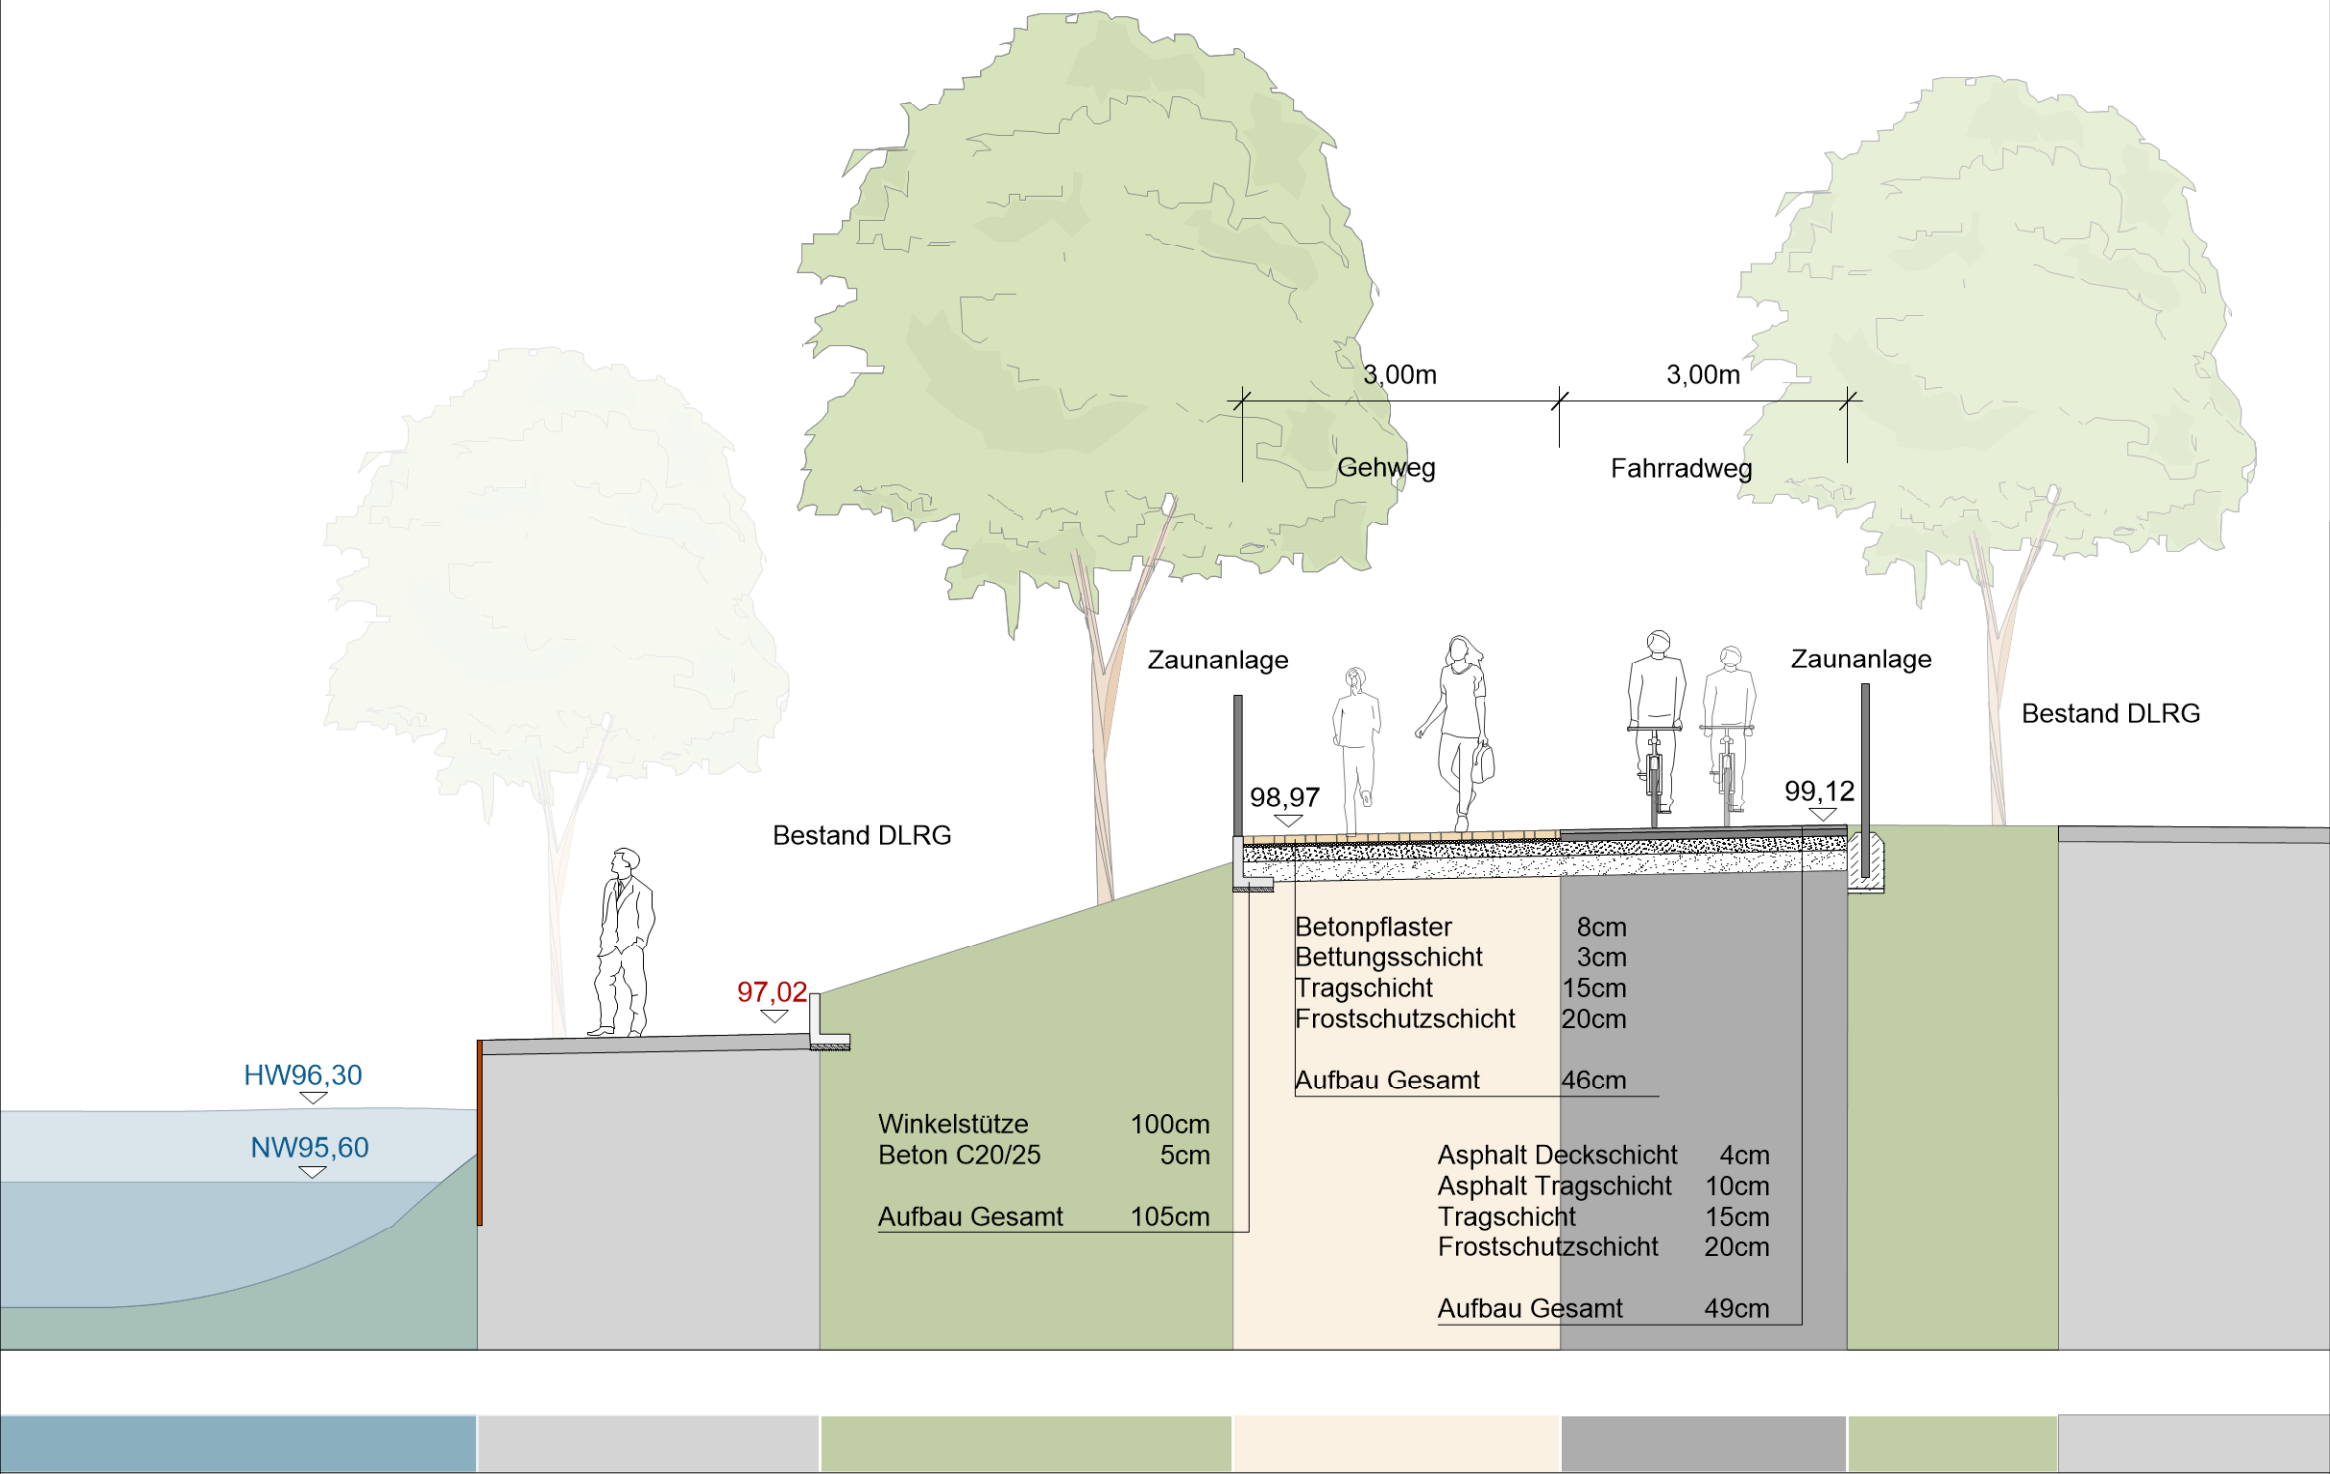 3,00m 3,00m
Gehweg Fahrradweg
Zaunanlage Zaunanlage
Bestand DLRG
98,97 99,12
Bestand DLRG
97,02
HW96,30
NW95,60
Betonpflaster 8cm
Bettungsschicht 3cm
Tragschicht 15cm
Frostschutzschicht 20cm
Aufbau Gesamt 46cm
Winkelstütze 100cm
Beton C20/25 5cm
Aufbau Gesamt 105cm
Asphalt Deckschicht 4cm
Asphalt Tragschicht 10cm
Tragschicht 15cm
Frostschutzschicht 20cm
Aufbau Gesamt 49cm